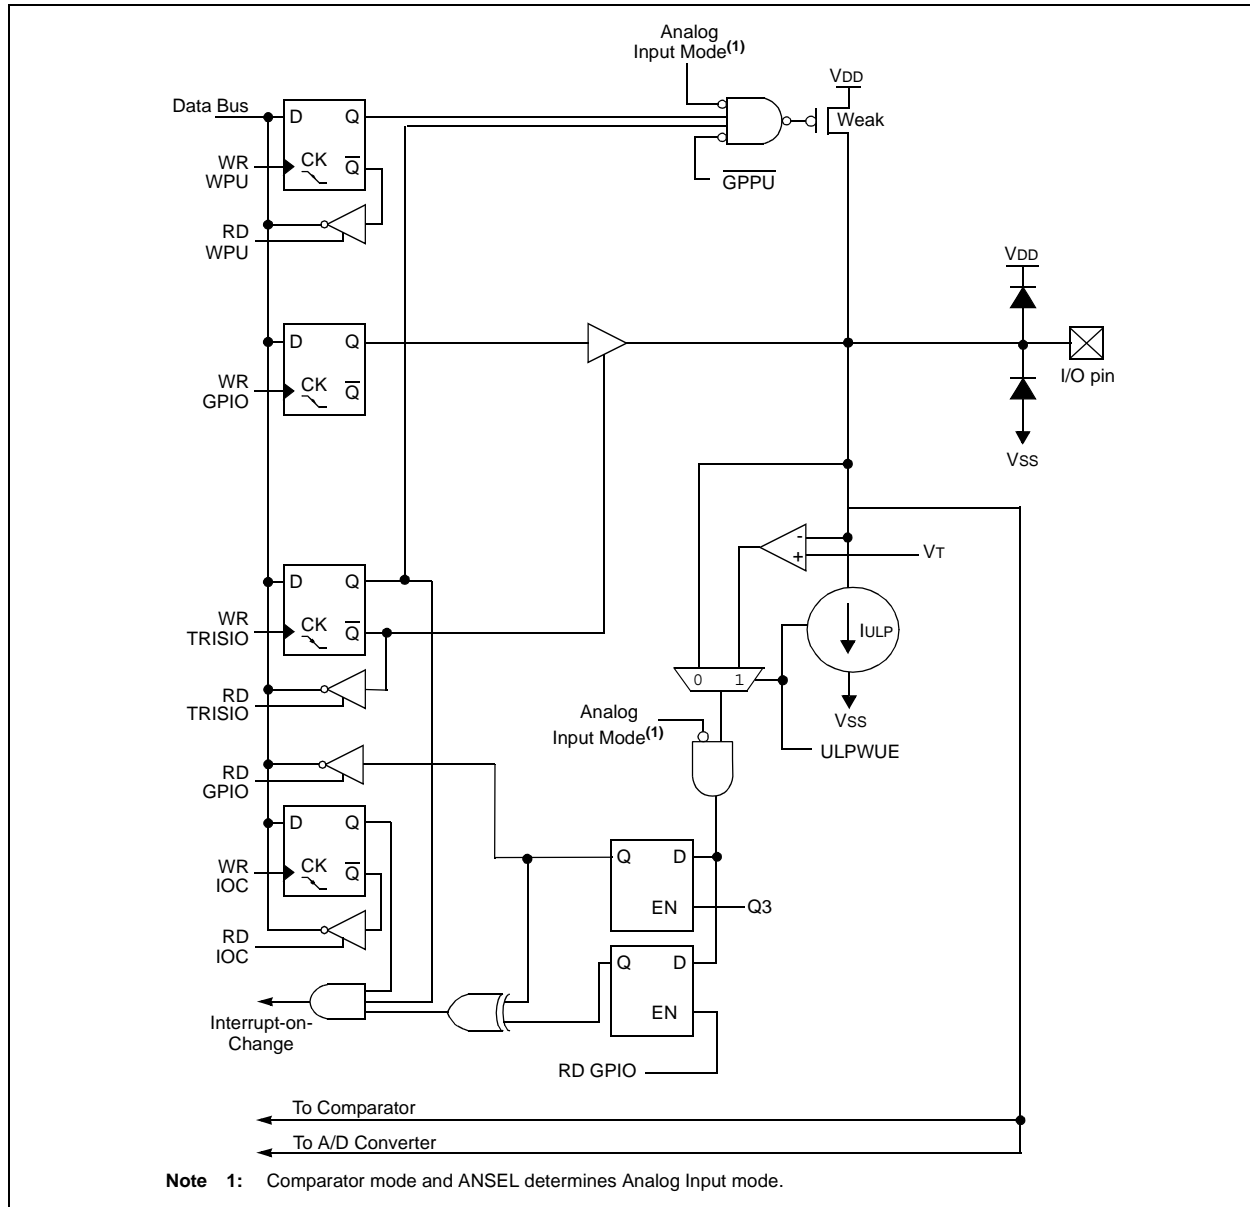 Analog
Input Mode(1)
VDD
Data Bus
D Q
Weak
WR
WPU
CK Q
GPPU
RD
WPU
VDD
D Q
I/O pin
WR
GPIO
CK Q
VSS
-
+
VT
D Q
WR
TRISIO
CK Q
IULP
0 1
RD
TRISIO
VSS
Analog
Input Mode(1)
ULPWUE
RD
GPIO
D Q
Q D
WR
IOC
CK Q
EN
Q3
RD
IOC
Q D
EN
Interrupt-on-
Change
RD GPIO
To Comparator
To A/D Converter
Note 1: Comparator mode and ANSEL determines Analog Input mode.